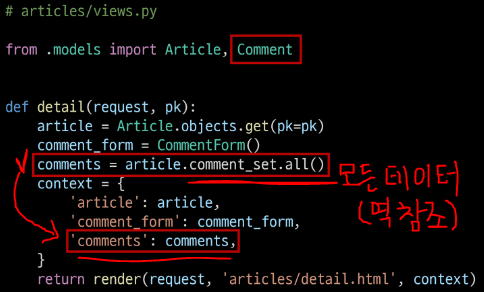 # articles/views.py
from .models import Article, Comment
def detail(request, pk):
    article = Article.objects.get(pk=pk)
    comment_form = CommentForm()
    comments = article.comment_set.all()
모든 데이터
(역참조)
    context = {
        'article': article,
        'comment_form': comment_form,
        'comments': comments,
    }
    return render(request, 'articles/detail.html', context)